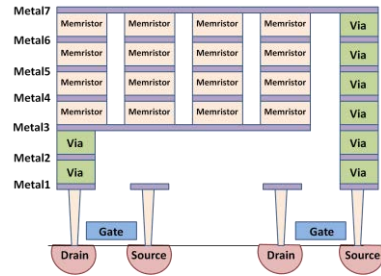 Metal7
Memristor Memristor Memristor Memristor Via
Metal6
Memristor Memristor Memristor Memristor Via
Metal5
Memristor Memristor Memristor Memristor Via
Metal4
Memristor Memristor Memristor Memristor Via
Metal3
Via Via
Metal2
Via Via
Metal1
Gate Gate
Drain Source Drain Source